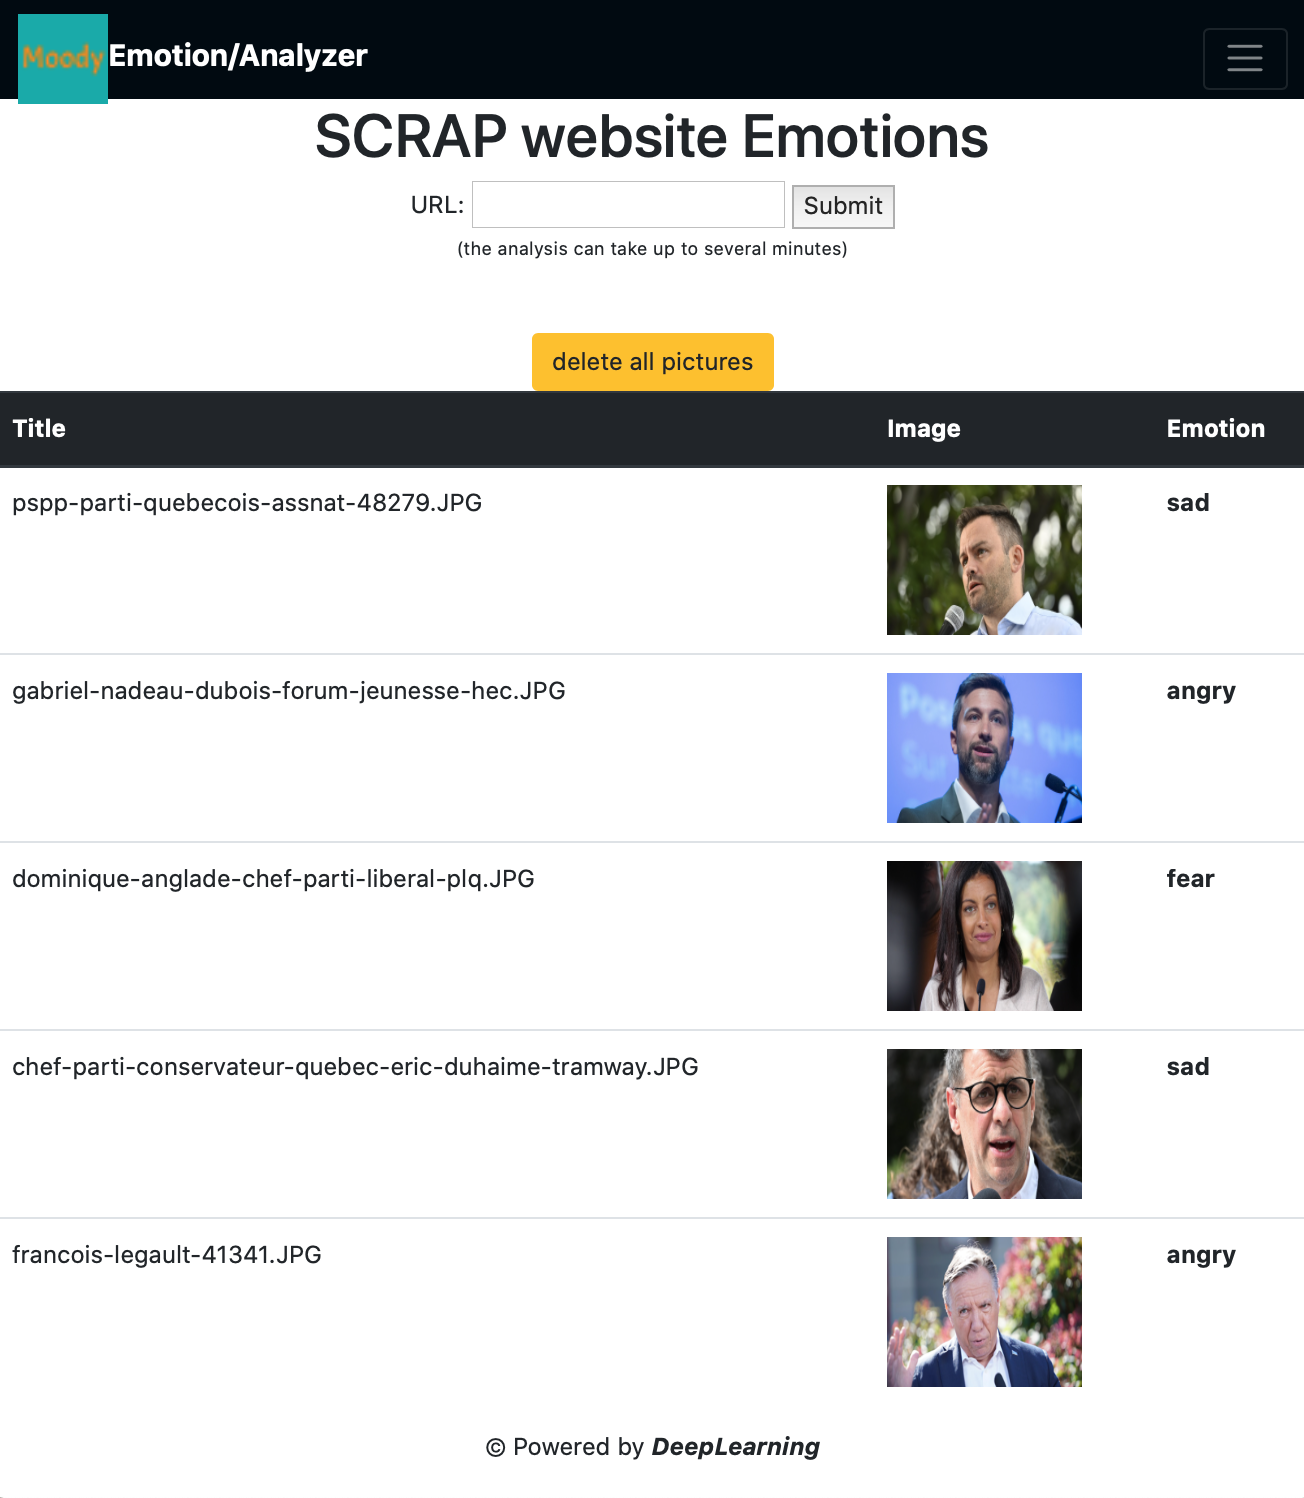 Moody Emotion/Analyzer
SCRAP website Emotions
URL: Submit
(the analysis can take up to several minutes)
delete all pictures
Title Image Emotion
pspp-parti-quebecois-assnat-48279.JPG sad
gabriel-nadeau-dubois-forum-jeunesse-hec.JPG angry
dominique-anglade-chef-parti-liberal-plq.JPG fear
chef-parti-conservateur-quebec-eric-duhaime-tramway.JPG sad
francois-legault-41341.JPG angry
© Powered by DeepLearning